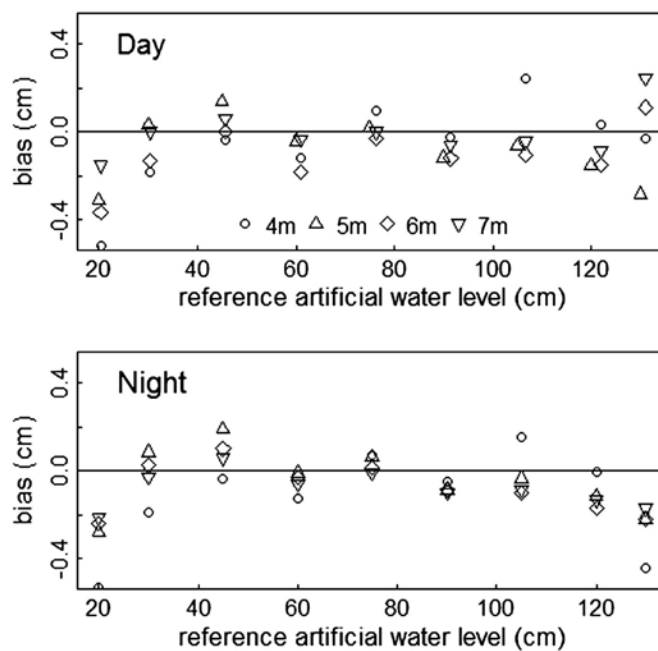 Day
bias (cm)
0.4
0.0
-0.4
4m 5m 6m 7m
20 40 60 80 100 120
reference artificial water level (cm)
Night
bias (cm)
0.4
0.0
-0.4
20 40 60 80 100 120
reference artificial water level (cm)